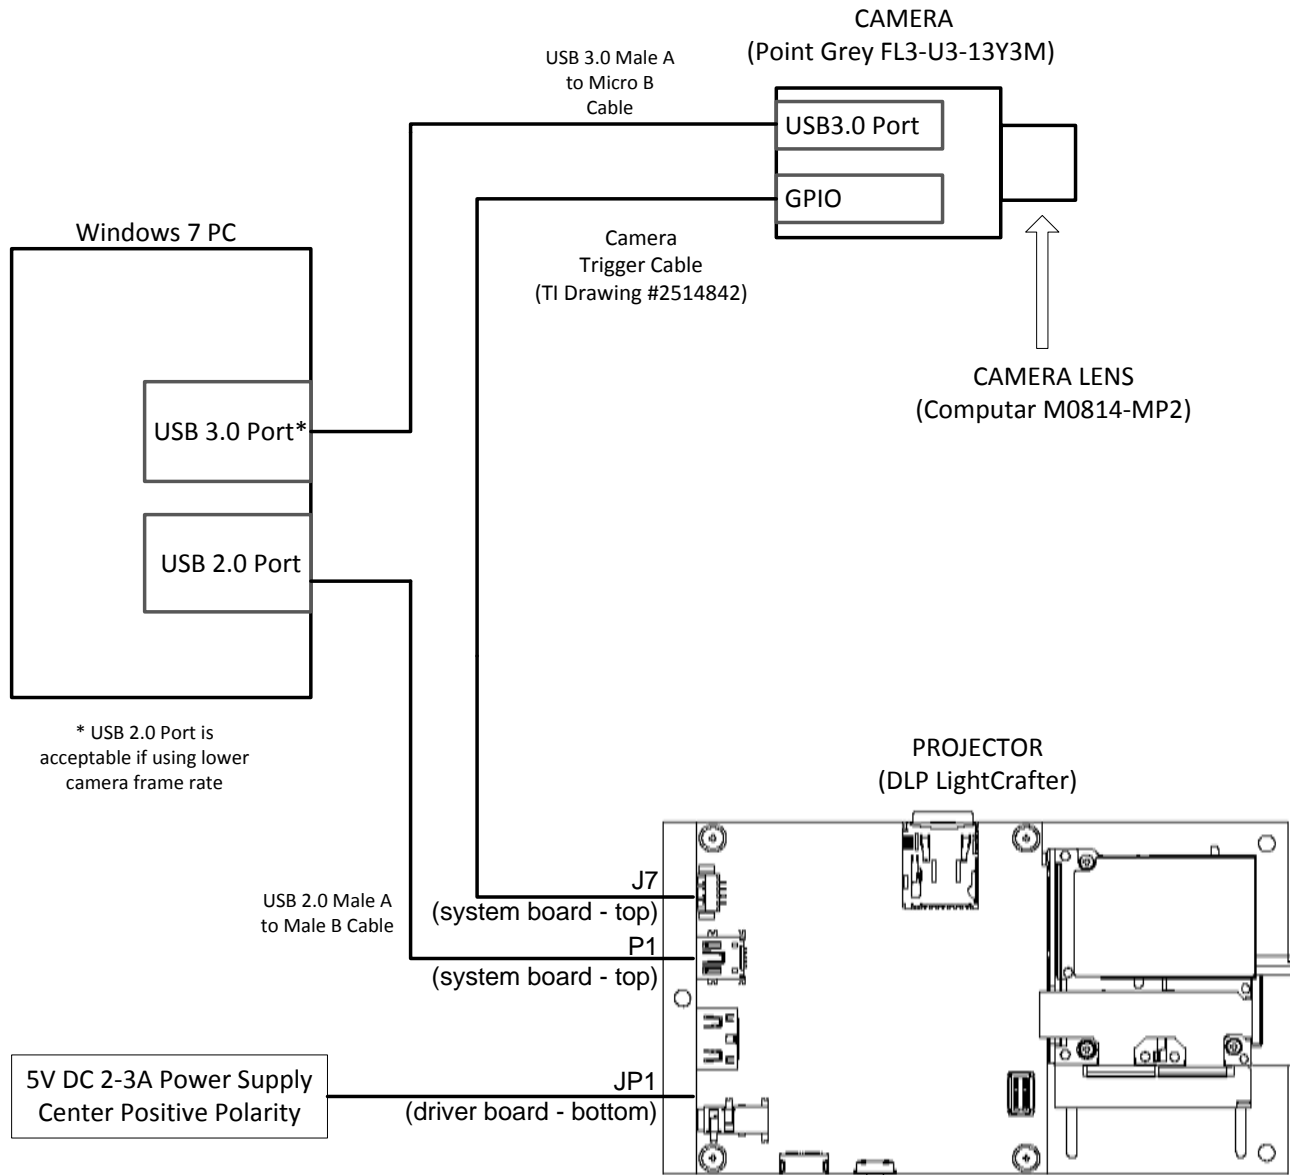 CAMERA
(Point Grey FL3-U3-13Y3M)
USB 3.0 Male A
to Micro B
Cable
USB3.0 Port
GPIO
Windows 7 PC
Camera
Trigger Cable
(TI Drawing #2514842)
CAMERA LENS
(Computar M0814-MP2)
USB 3.0 Port*
USB 2.0 Port
* USB 2.0 Port is
acceptable if using lower
camera frame rate
PROJECTOR
(DLP LightCrafter)
USB 2.0 Male A
to Male B Cable
J7
(system board - top)
P1
(system board - top)
5V DC 2-3A Power Supply
Center Positive Polarity
JP1
(driver board - bottom)